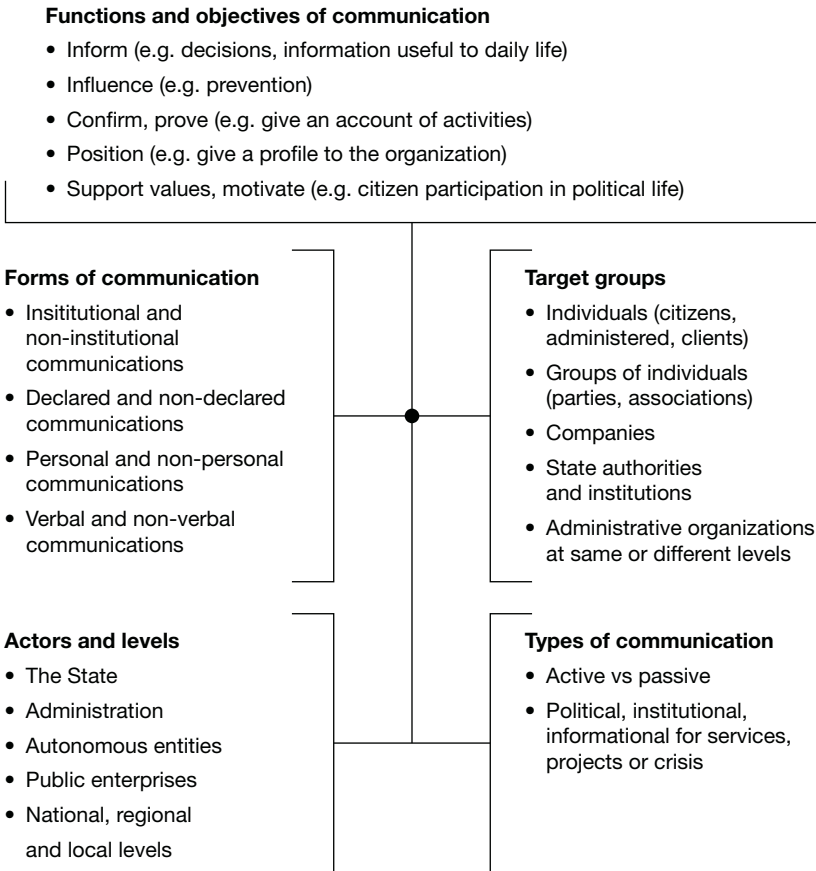 Functions and objectives of communication
• Inform (e.g. decisions, information useful to daily life)
• Influence (e.g. prevention)
• Confirm, prove (e.g. give an account of activities)
• Position (e.g. give a profile to the organization)
• Support values, motivate (e.g. citizen participation in political life)
Forms of communication
• Insititutional and
non-institutional
communications
• Declared and non-declared
communications
• Personal and non-personal
communications
• Verbal and non-verbal
communications
Target groups
• Individuals (citizens,
administered, clients)
• Groups of individuals
(parties, associations)
• Companies
• State authorities
and institutions
• Administrative organizations
at same or different levels
Actors and levels
• The State
• Administration
• Autonomous entities
• Public enterprises
• National, regional
and local levels
Types of communication
• Active vs passive
• Political, institutional,
informational for services,
projects or crisis